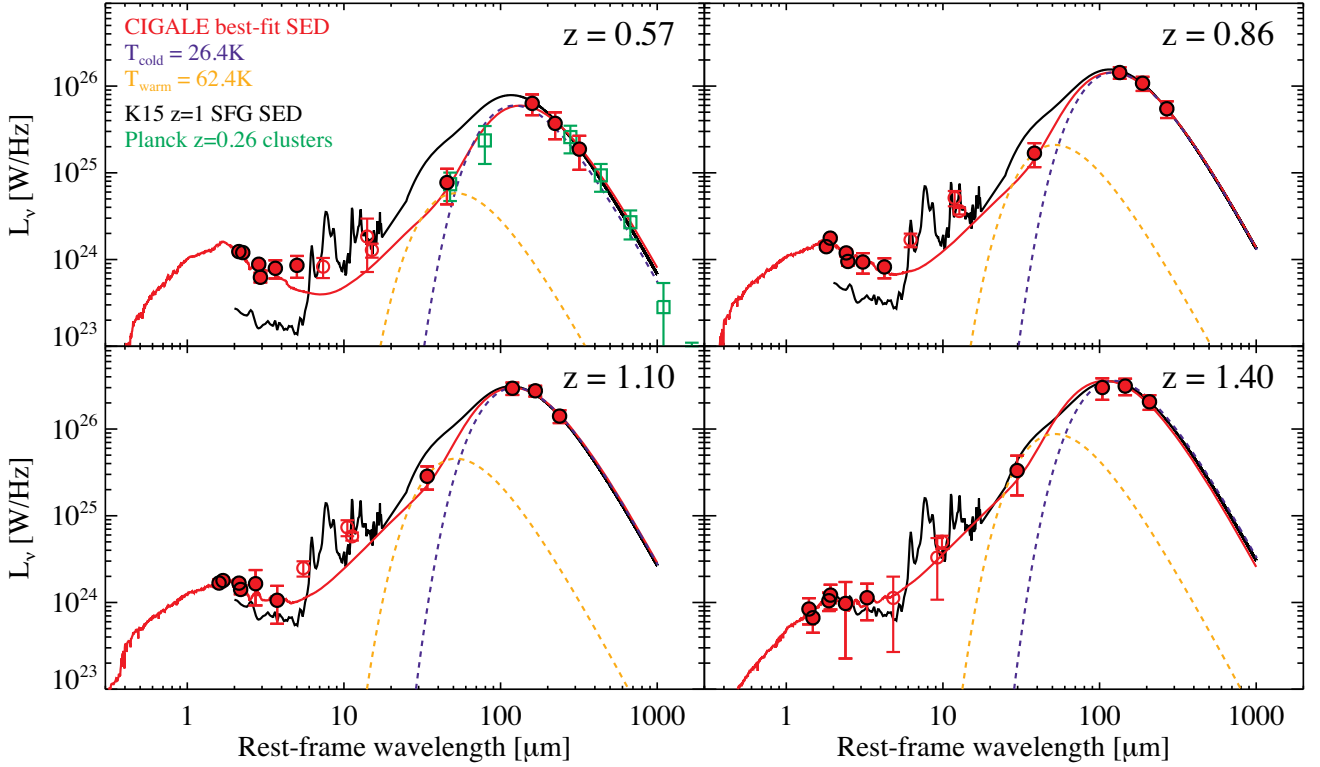 CIGALE best-fit SED
T_cold = 26.4K
T_warm = 62.4K
K15 z=1 SFG SED
Planck z=0.26 clusters
z = 0.57
z = 0.86
10^26
10^25
10^24
10^23
L_ν [W/Hz]
z = 1.10
z = 1.40
10^26
10^25
10^24
10^23
L_ν [W/Hz]
1 10 100 1000
1 10 100 1000
Rest-frame wavelength [μm]
Rest-frame wavelength [μm]